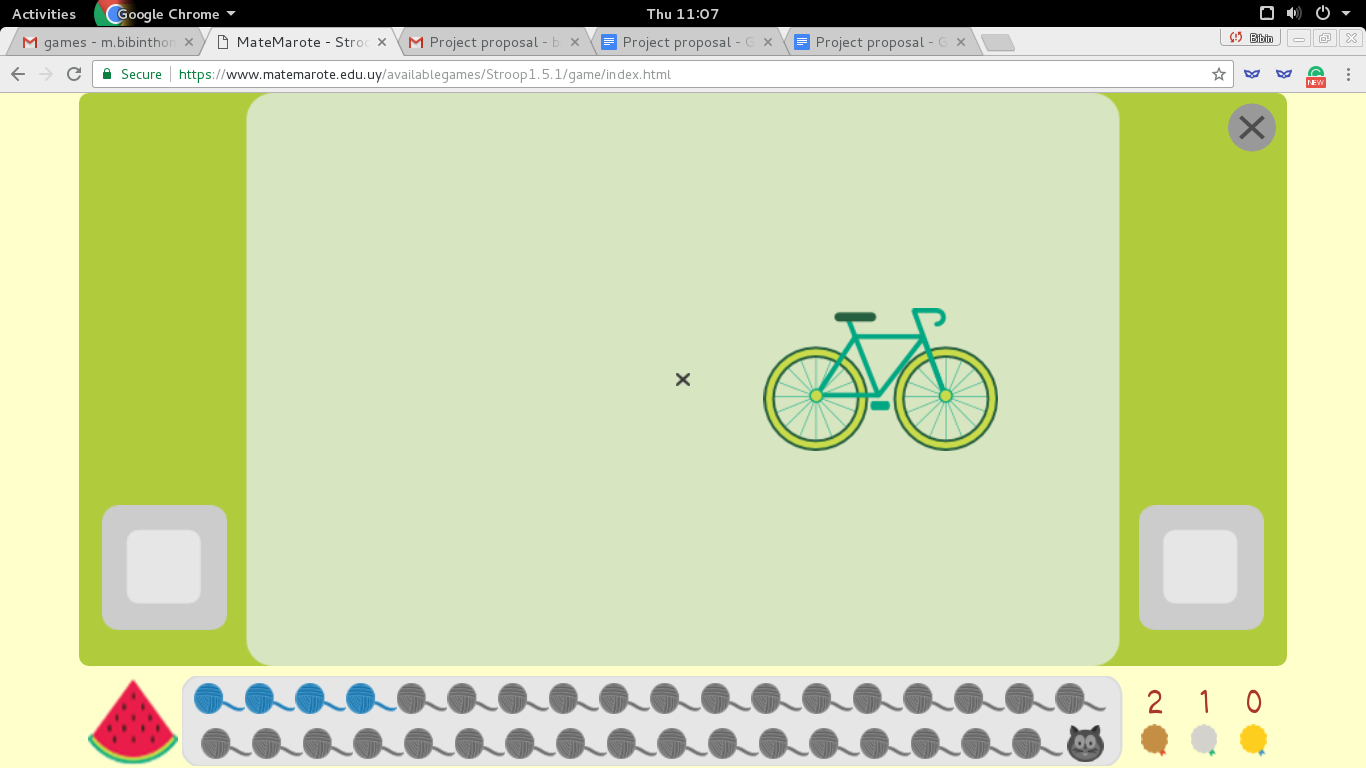 Activities Google Chrome Thu 11:07
games - m.bibinthon MateMarote - Stroo Project proposal - b Project proposal - G Project proposal - G Bibin
Secure https://www.matemarote.edu.uy/availablegames/Stroop1.5.1/game/index.html NEW
2 1 0